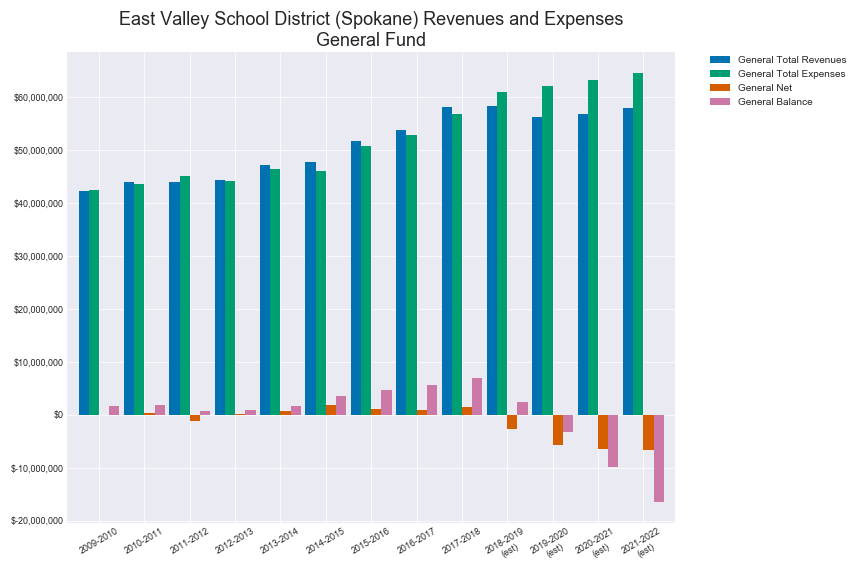 East Valley School District (Spokane) Revenues and Expenses
General Fund
General Total Revenues
General Total Expenses
General Net
General Balance
$60,000,000
$50,000,000
$40,000,000
$30,000,000
$20,000,000
$10,000,000
$0
$-10,000,000
$-20,000,000
2009-2010
2010-2011
2011-2012
2012-2013
2013-2014
2014-2015
2015-2016
2016-2017
2017-2018
2018-2019
(est)
2019-2020
(est)
2020-2021
(est)
2021-2022
(est)